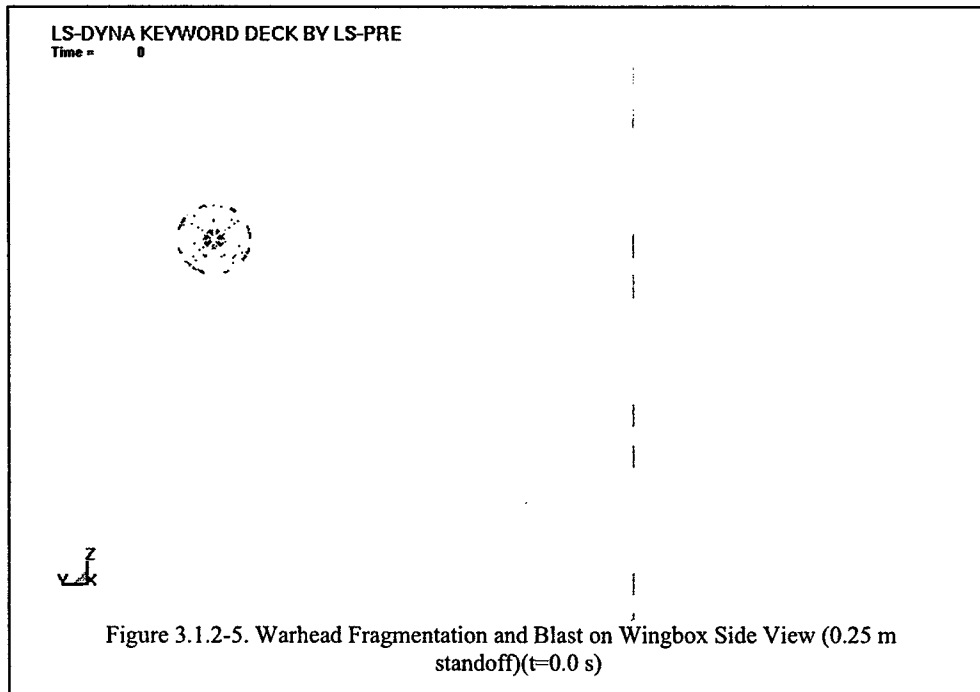 LS-DYNA KEYWORD DECK BY LS-PRE
Time = 0
Z
Y X
Figure 3.1.2-5. Warhead Fragmentation and Blast on Wingbox Side View (0.25 m
standoff)(t=0.0 s)